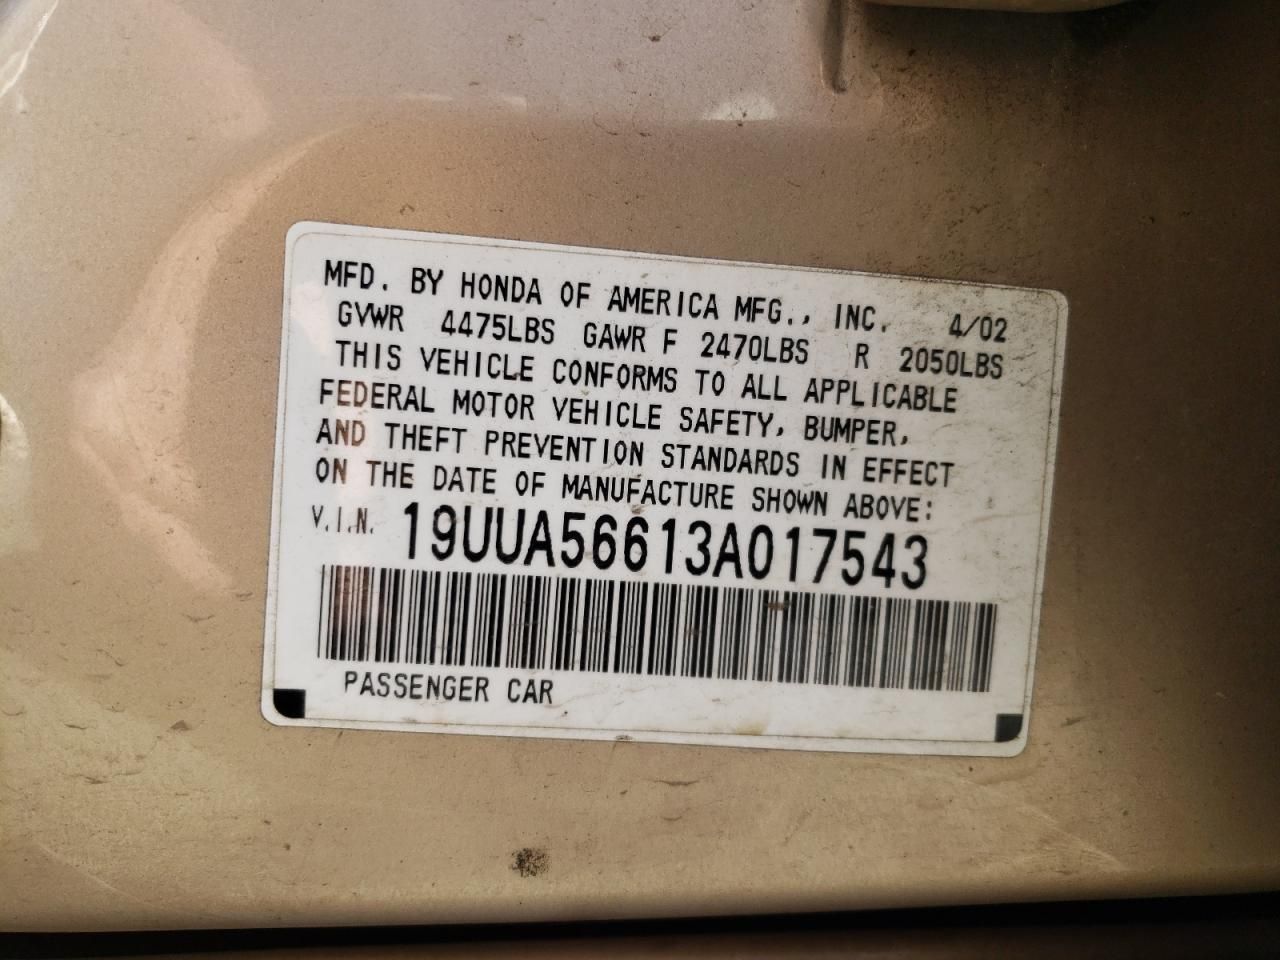 MFD. BY HONDA OF AMERICA MFG., INC. 4/02
GVWR 4475LBS GAWR F 2470LBS R 2050LBS
THIS VEHICLE CONFORMS TO ALL APPLICABLE
FEDERAL MOTOR VEHICLE SAFETY, BUMPER,
AND THEFT PREVENTION STANDARDS IN EFFECT
ON THE DATE OF MANUFACTURE SHOWN ABOVE:
V.I.N. 19UUA56613A017543
PASSENGER CAR